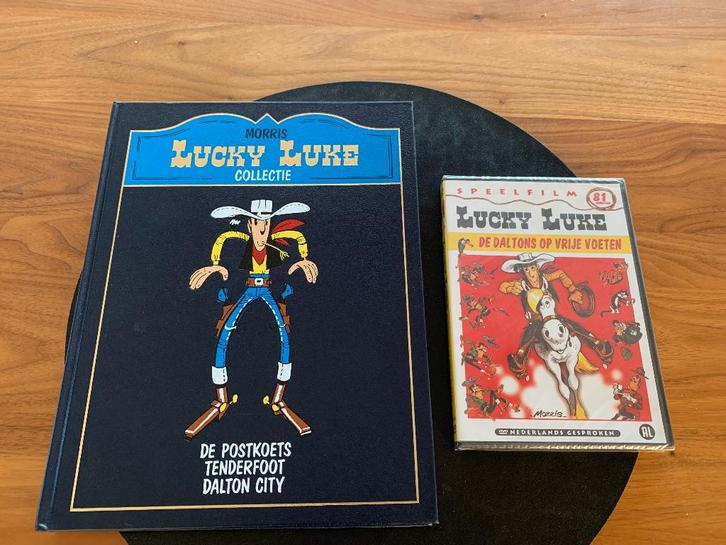 MORRIS
LUCKY LUKE
COLLECTIE
DE POSTKOETS
TENDERFOOT
DALTON CITY
SPEELFILM
81
LUCKY LUKE
DE DALTONS OP VRIJE VOETEN
MORRIS
NEDERLANDS GESPROKEN
AL